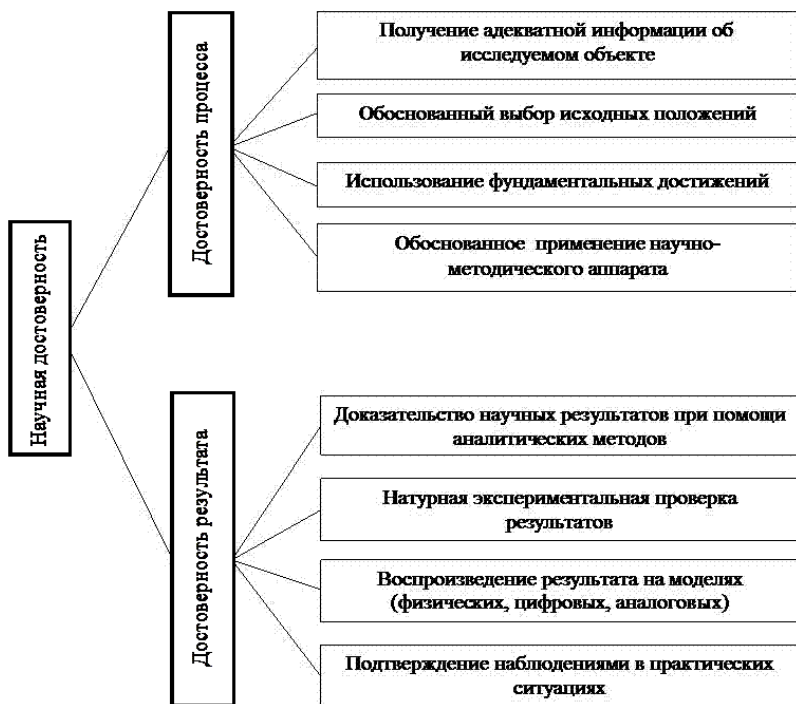 Научная достоверность
Достоверность процесса
Получение адекватной информации об
исследуемом объекте
Обоснованный выбор исходных положений
Использование фундаментальных достижений
Обоснованное применение научно-
методического аппарата
Достоверность результата
Доказательство научных результатов при помощи
аналитических методов
Натурная экспериментальная проверка
результатов
Воспроизведение результата на моделях
(физических, цифровых, аналоговых)
Подтверждение наблюдениями в практических
ситуациях